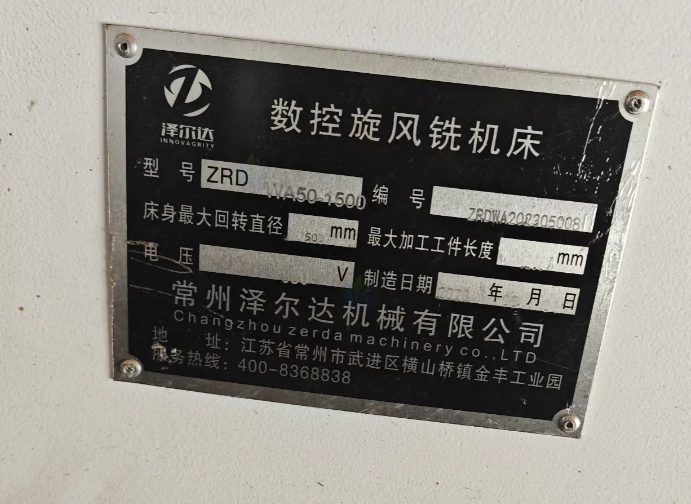 泽尔达
INNOVAGRITY
数控旋风铣机床
型 号 ZRD WA50-1500 编 号 ZRDWA2023050081
床身最大回转直径 500 mm 最大加工工件长度 mm
电 压 V 制造日期 年 月 日
常州泽尔达机械有限公司
Changzhou zerda machinery co.,LTD
地 址:江苏省常州市武进区横山桥镇金丰工业园
服务热线:400-8368838